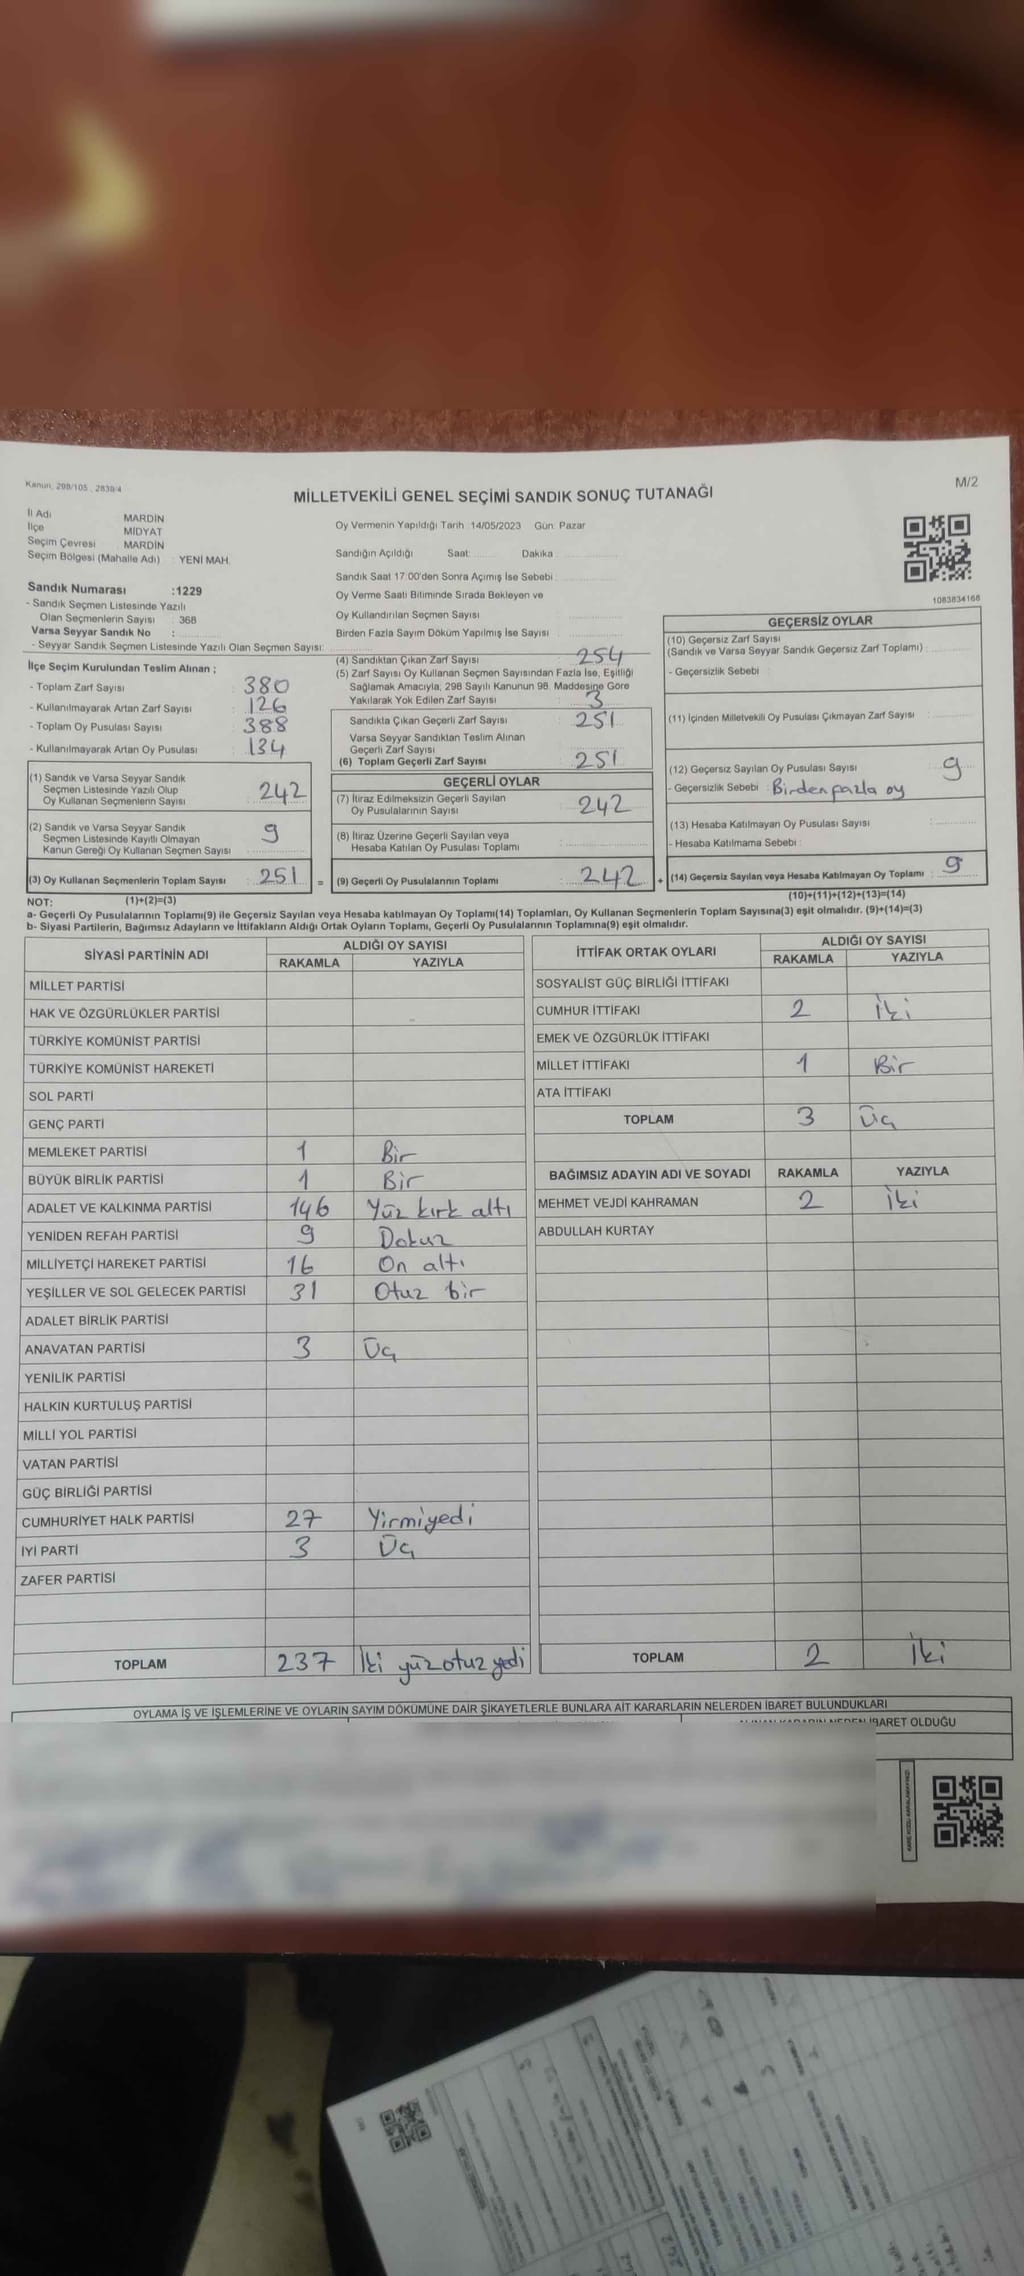 Kanun, 298/105 , 2839/4
M/2
MİLLETVEKİLİ GENEL SEÇİMİ SANDIK SONUÇ TUTANAĞI
İl Adı MARDİN
İlçe MİDYAT
Seçim Çevresi MARDİN
Seçim Bölgesi (Mahalle Adı) : YENİ MAH.
Sandık Numarası :1229
- Sandık Seçmen Listesinde Yazılı
Olan Seçmenlerin Sayısı : 368
Varsa Seyyar Sandık No :
- Seyyar Sandık Seçmen Listesinde Yazılı Olan Seçmen Sayısı:
Oy Vermenin Yapıldığı Tarih :14/05/2023 Gün: Pazar
Sandığın Açıldığı Saat: Dakika :
Sandık Saat 17:00'den Sonra Açımış İse Sebebi :
Oy Verme Saati Bitiminde Sırada Bekleyen ve
Oy Kullandırılan Seçmen Sayısı
Birden Fazla Sayım Döküm Yapılmış İse Sayısı
1083834168
İlçe Seçim Kurulundan Teslim Alınan ;
- Toplam Zarf Sayısı : 380
- Kullanılmayarak Artan Zarf Sayısı : 126
- Toplam Oy Pusulası Sayısı : 388
- Kullanılmayarak Artan Oy Pusulası : 134
(1) Sandık ve Varsa Seyyar Sandık
Seçmen Listesinde Yazılı Olup
Oy Kullanan Seçmenlerin Sayısı : 242
(2) Sandık ve Varsa Seyyar Sandık
Seçmen Listesinde Kayıtlı Olmayan
Kanun Gereği Oy Kullanan Seçmen Sayısı : 9
(3) Oy Kullanan Seçmenlerin Toplam Sayısı : 251 =
(4) Sandıktan Çıkan Zarf Sayısı : 254
(5) Zarf Sayısı Oy Kullanan Seçmen Sayısından Fazla İse, Eşitliği
Sağlamak Amacıyla, 298 Sayılı Kanunun 98. Maddesine Göre
Yakılarak Yok Edilen Zarf Sayısı : 3
Sandıkla Çıkan Geçerli Zarf Sayısı : 251
Varsa Seyyar Sandıktan Teslim Alınan
Geçerli Zarf Sayısı
(6) Toplam Geçerli Zarf Sayısı : 251
GEÇERLİ OYLAR
(7) İtiraz Edilmeksizin Geçerli Sayılan
Oy Pusulalarının Sayısı : 242
(8) İtiraz Üzerine Geçerli Sayılan veya
Hesaba Katılan Oy Pusulası Toplamı :
(9) Geçerli Oy Pusulalarının Toplamı : 242 +
GEÇERSİZ OYLAR
(10) Geçersiz Zarf Sayısı
(Sandık ve Varsa Seyyar Sandık Geçersiz Zarf Toplamı) :
- Geçersizlik Sebebi :
(11) İçinden Milletvekili Oy Pusulası Çıkmayan Zarf Sayısı :
(12) Geçersiz Sayılan Oy Pusulası Sayısı : 9
- Geçersizlik Sebebi : Birden fazla oy
(13) Hesaba Katılmayan Oy Pusulası Sayısı :
- Hesaba Katılmama Sebebi :
(14) Geçersiz Sayılan veya Hesaba Katılmayan Oy Toplamı : 9
NOT: (1)+(2)=(3) (10)+(11)+(12)+(13)=(14)
a- Geçerli Oy Pusulalarının Toplamı(9) ile Geçersiz Sayılan veya Hesaba katılmayan Oy Toplamı(14) Toplamları, Oy Kullanan Seçmenlerin Toplam Sayısına(3) eşit olmalıdır. (9)+(14)=(3)
b- Siyasi Partilerin, Bağımsız Adayların ve İttifakların Aldığı Oyların Toplamı, Geçerli Oy Pusulalarının Toplamına(9) eşit olmalıdır.
SİYASİ PARTİNİN ADI ALDIĞI OY SAYISI
RAKAMLA YAZIYLA
MİLLET PARTİSİ
HAK VE ÖZGÜRLÜKLER PARTİSİ
TÜRKİYE KOMÜNİST PARTİSİ
TÜRKİYE KOMÜNİST HAREKETİ
SOL PARTİ
GENÇ PARTİ
MEMLEKET PARTİSİ 1 Bir
BÜYÜK BİRLİK PARTİSİ 1 Bir
ADALET VE KALKINMA PARTİSİ 146 Yüz kırk altı
YENİDEN REFAH PARTİSİ 9 Dokuz
MİLLİYETÇİ HAREKET PARTİSİ 16 On altı
YEŞİLLER VE SOL GELECEK PARTİSİ 31 Otuz bir
ADALET BİRLİK PARTİSİ
ANAVATAN PARTİSİ 3 Üç
YENİLİK PARTİSİ
HALKIN KURTULUŞ PARTİSİ
MİLLİ YOL PARTİSİ
VATAN PARTİSİ
GÜÇ BİRLİĞİ PARTİSİ
CUMHURİYET HALK PARTİSİ 27 Yirmiyedi
İYİ PARTİ 3 Üç
ZAFER PARTİSİ
TOPLAM 237 İki yüzotuz yedi
İTTİFAK ORTAK OYLARI ALDIĞI OY SAYISI
RAKAMLA YAZIYLA
SOSYALİST GÜÇ BİRLİĞİ İTTİFAKI
CUMHUR İTTİFAKI 2 İki
EMEK VE ÖZGÜRLÜK İTTİFAKI
MİLLET İTTİFAKI 1 Bir
ATA İTTİFAKI
TOPLAM 3 Üç
BAĞIMSIZ ADAYIN ADI VE SOYADI RAKAMLA YAZIYLA
MEHMET VEJDİ KAHRAMAN 2 İki
ABDULLAH KURTAY
TOPLAM 2 İki
OYLAMA İŞ VE İŞLEMLERİNE VE OYLARIN SAYIM DÖKÜMÜNE DAİR ŞİKAYETLERLE BUNLARA AİT KARARLARIN NELERDEN İBARET BULUNDUKLARI
İBARET OLDUĞU